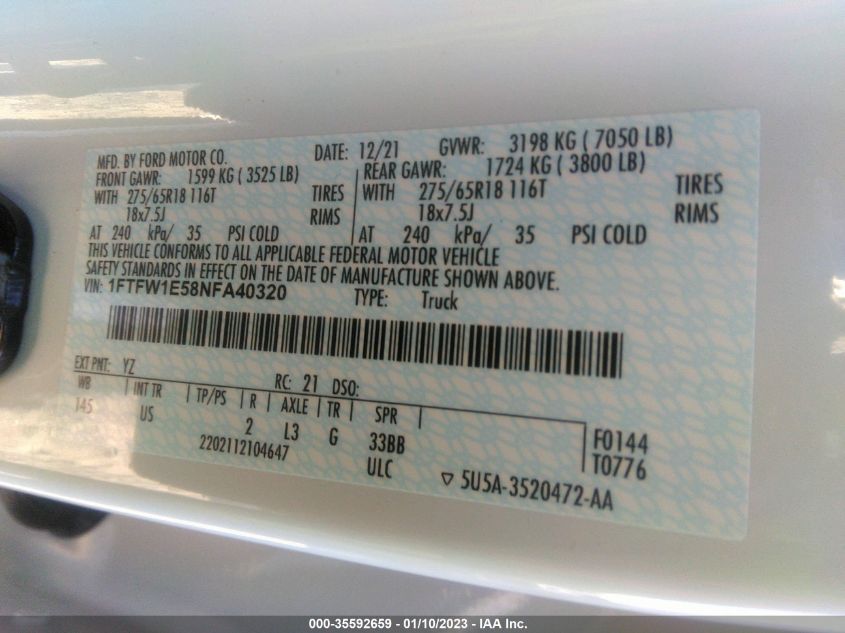 MFD. BY FORD MOTOR CO. DATE: 12/21 GVWR: 3198 KG ( 7050 LB)
FRONT GAWR: 1599 KG ( 3525 LB) REAR GAWR: 1724 KG ( 3800 LB)
WITH 275/65R18 116T TIRES WITH 275/65R18 116T TIRES
18x7.5J RIMS 18x7.5J RIMS
AT 240 kPa/ 35 PSI COLD AT 240 kPa/ 35 PSI COLD
THIS VEHICLE CONFORMS TO ALL APPLICABLE FEDERAL MOTOR VEHICLE
SAFETY STANDARDS IN EFFECT ON THE DATE OF MANUFACTURE SHOWN ABOVE.
VIN: 1FTFW1E58NFA40320 TYPE: Truck
EXT PNT: YZ RC: 21 DSO:
WB INT TR TP/PS R AXLE TR SPR
145 US 2 L3 G 33BB F0144
2202112104647 ULC T0776
5U5A-3520472-AA
000-35592659 - 01/10/2023 - IAA Inc.